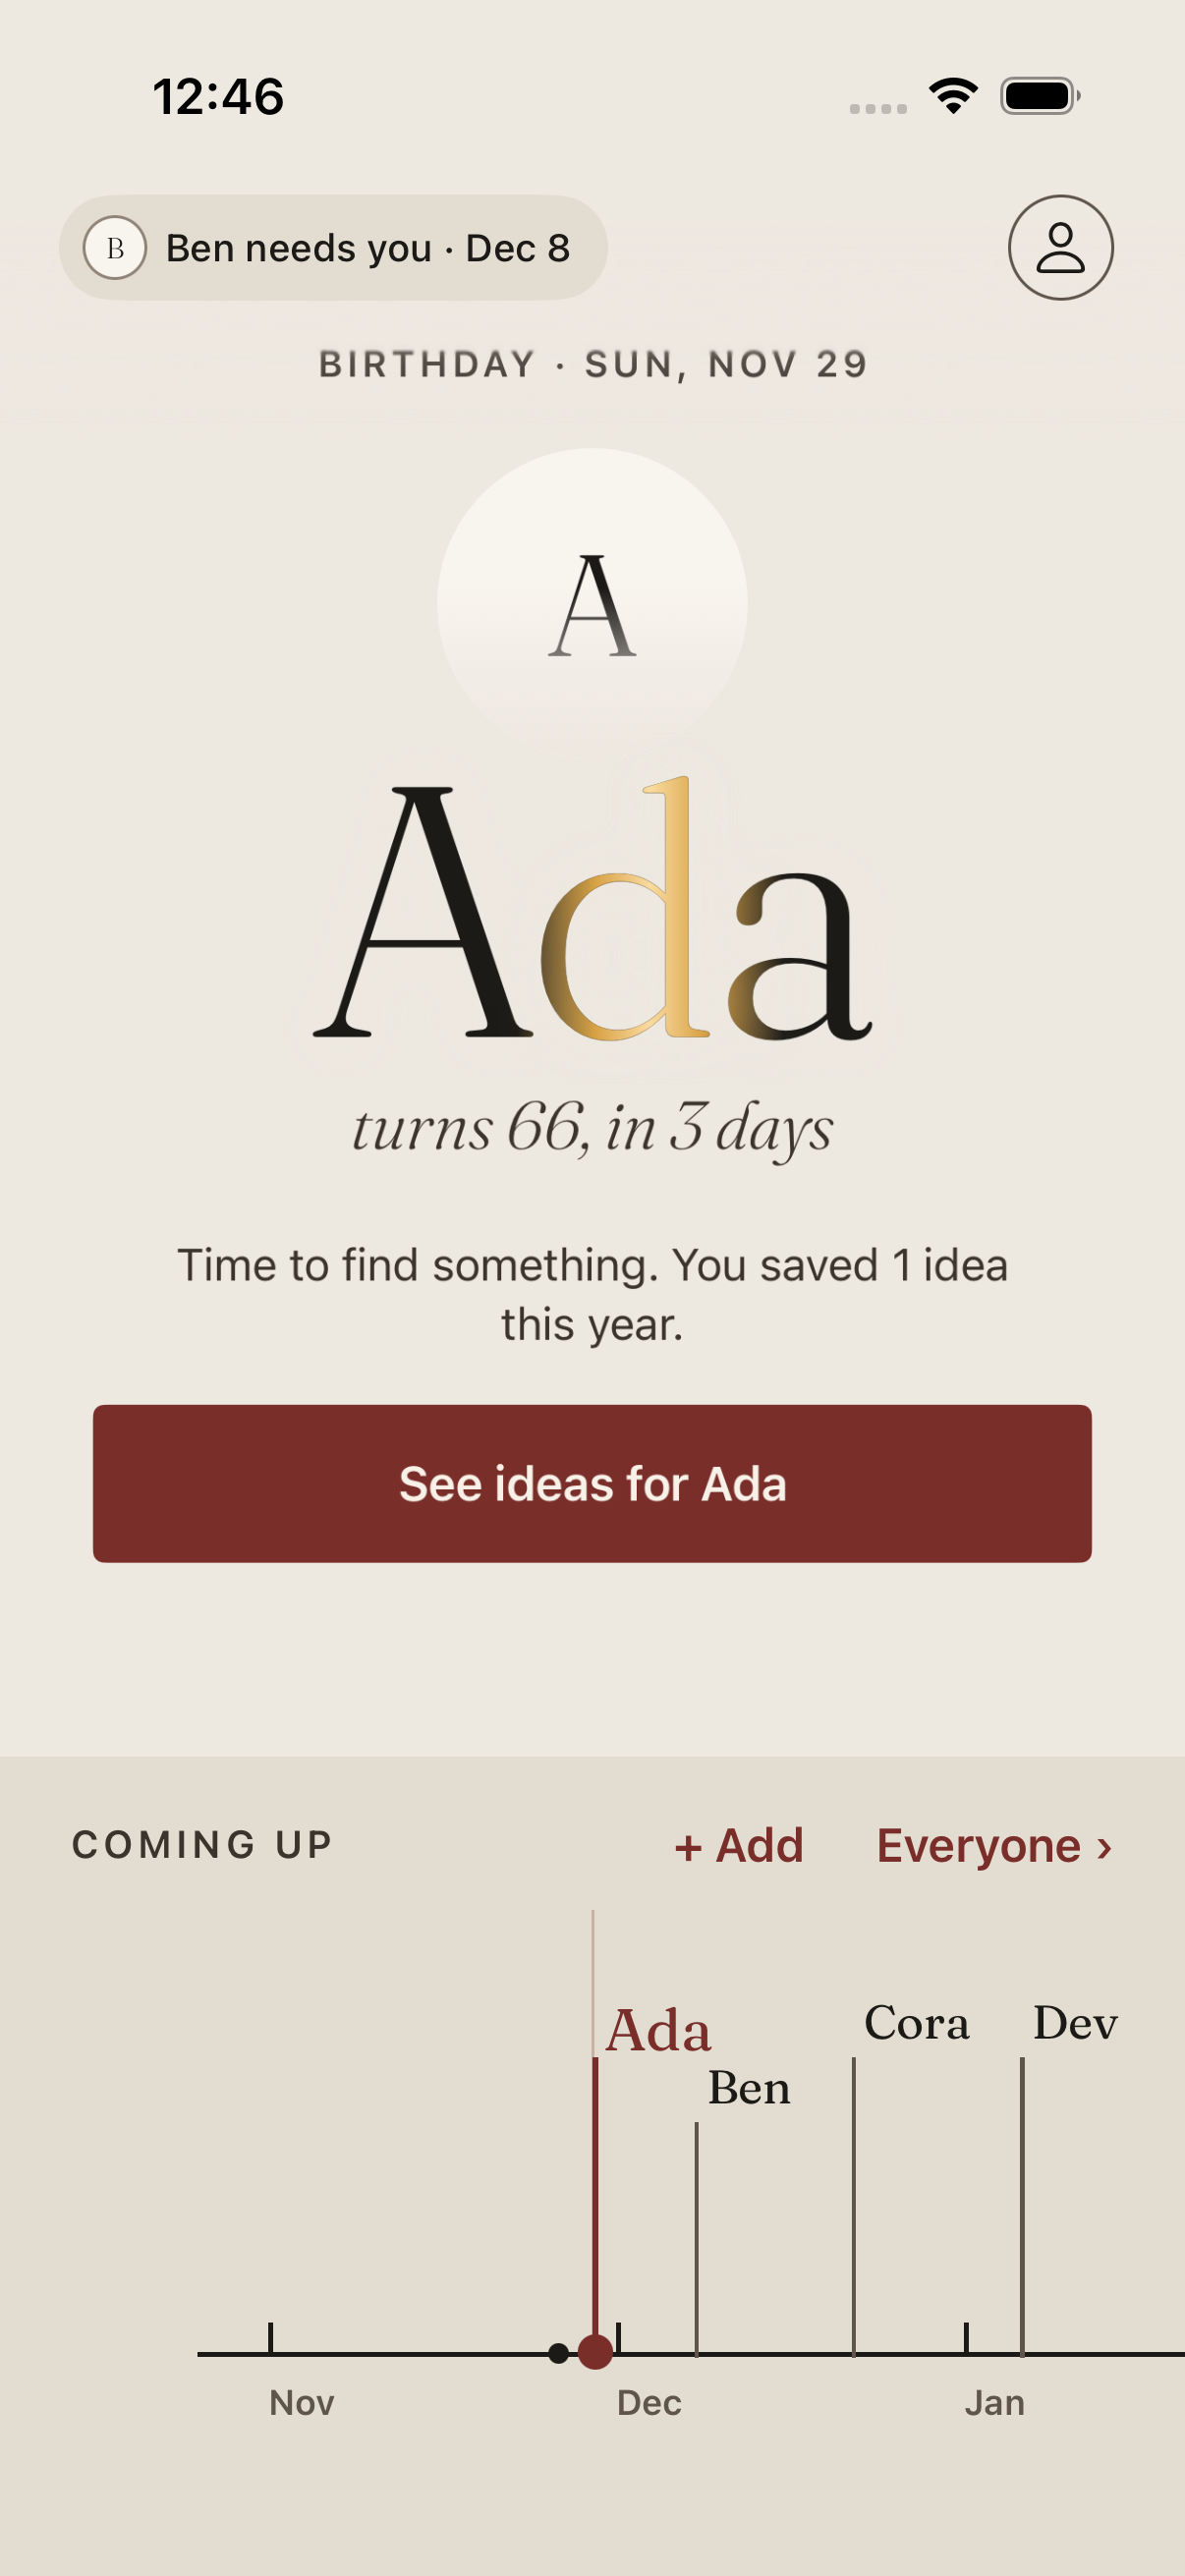 12:46
B
Ben needs you · Dec 8
BIRTHDAY · SUN, NOV 29
A
Ada
turns 66, in 3 days
Time to find something. You saved 1 idea
this year.
See ideas for Ada
COMING UP
+ Add
Everyone ›
Ada
Cora
Dev
Ben
Nov
Dec
Jan